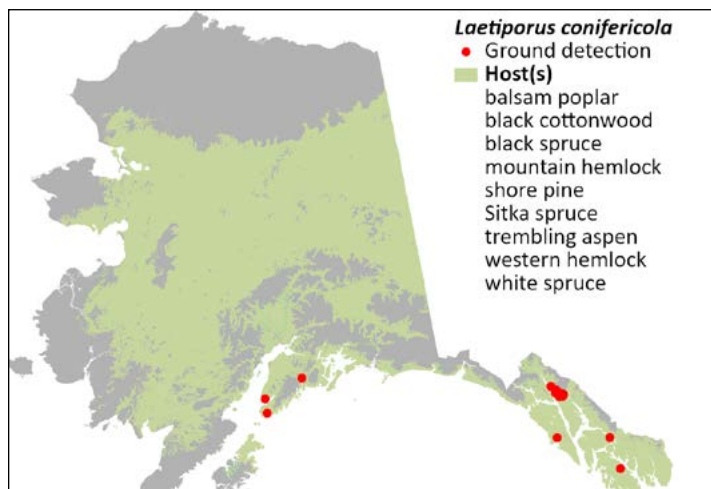 Laetiporus conifericola
Ground detection
Host(s)
balsam poplar
black cottonwood
black spruce
mountain hemlock
shore pine
Sitka spruce
trembling aspen
western hemlock
white spruce